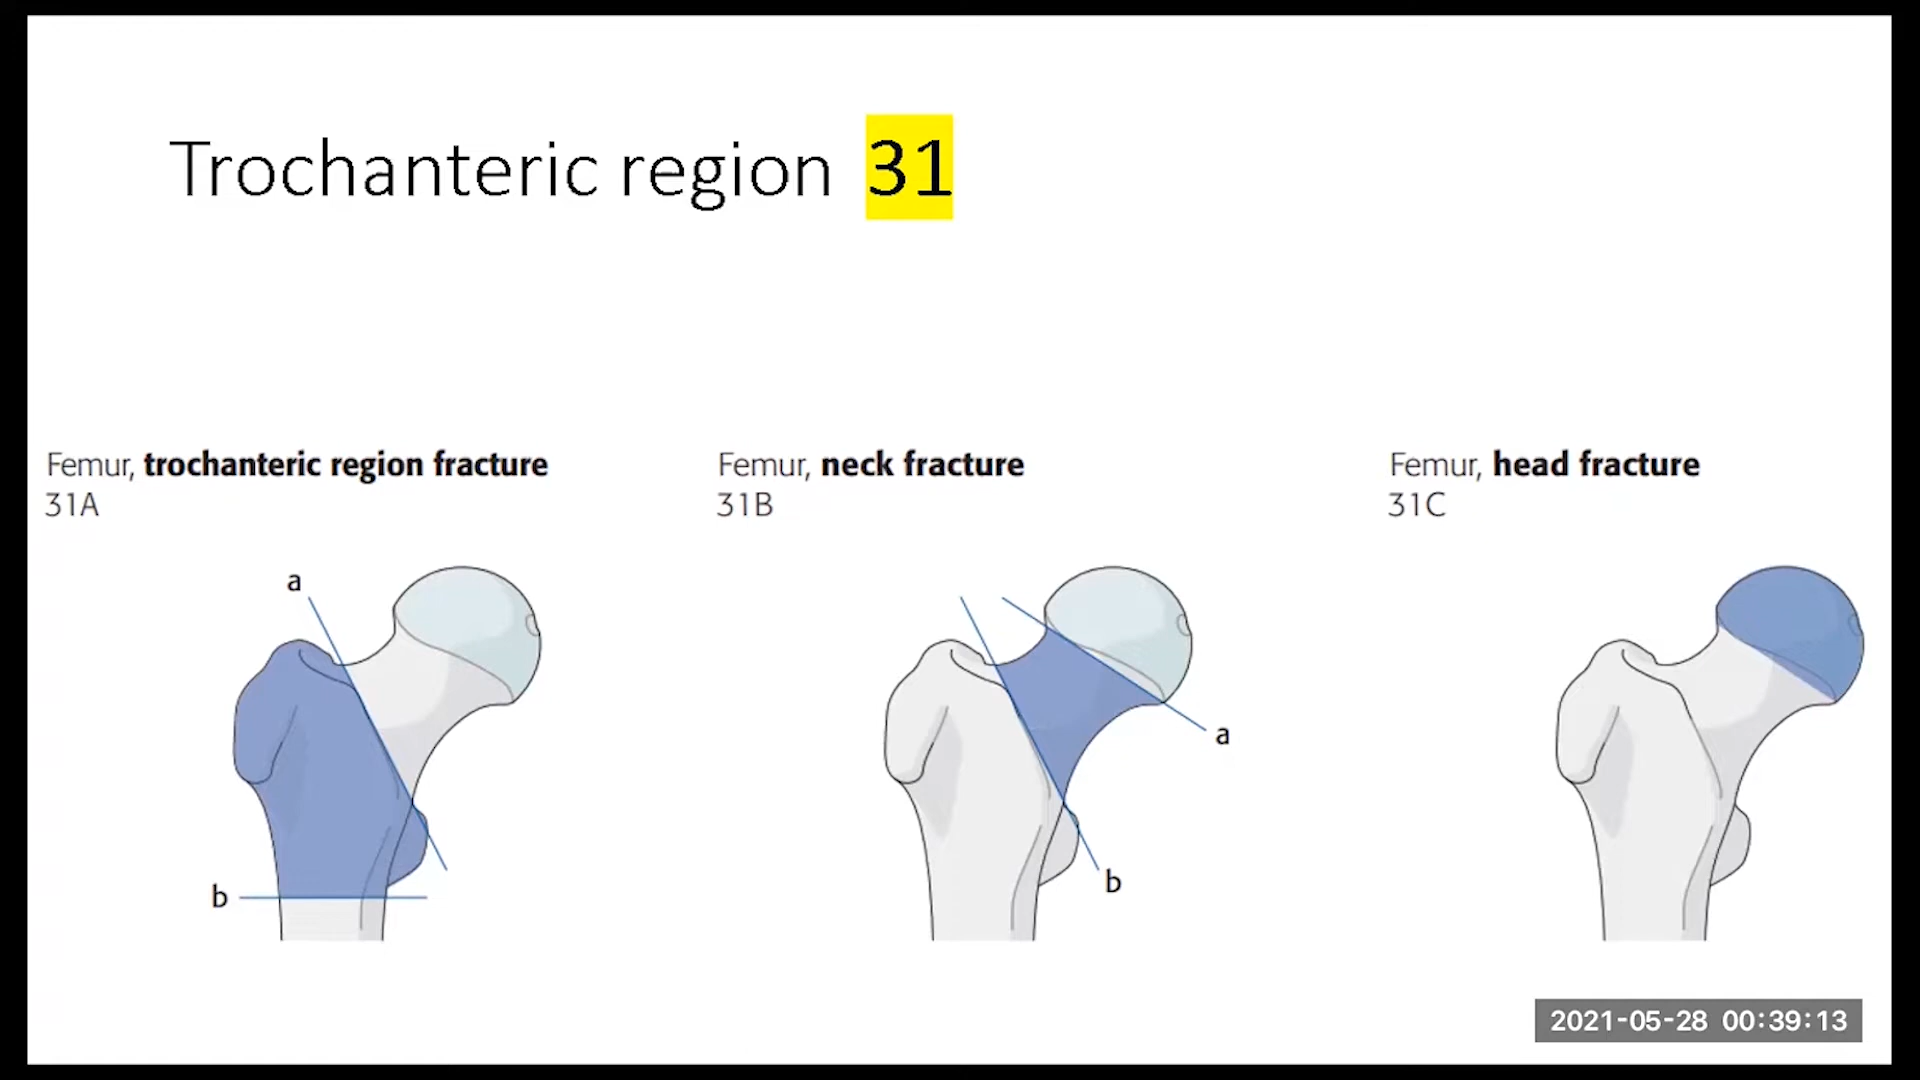 Trochanteric region 31
Femur, trochanteric region fracture
31A
Femur, neck fracture
31B
Femur, head fracture
31C
a
b
a
b
2021-05-28 00:39:13